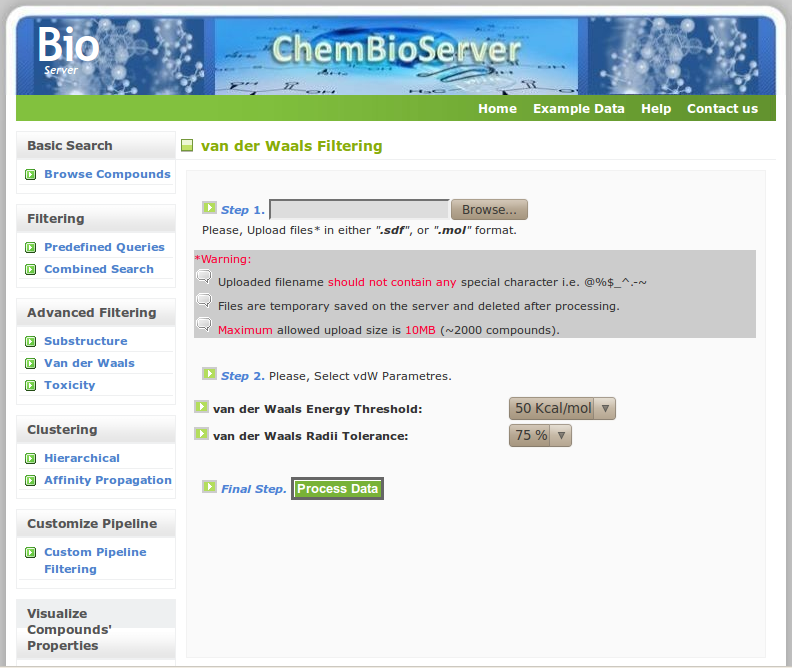 Bio
Server
ChemBioServer
Home Example Data Help Contact us
Basic Search
Browse Compounds
Filtering
Predefined Queries
Combined Search
Advanced Filtering
Substructure
Van der Waals
Toxicity
Clustering
Hierarchical
Affinity Propagation
Customize Pipeline
Custom Pipeline
Filtering
Visualize
Compounds'
Properties
van der Waals Filtering
Step 1. Browse...
Please, Upload files* in either ".sdf", or ".mol" format.
*Warning:
Uploaded filename should not contain any special character i.e. @%$_^.-~
Files are temporary saved on the server and deleted after processing.
Maximum allowed upload size is 10MB (~2000 compounds).
Step 2. Please, Select vdW Parametres.
van der Waals Energy Threshold: 50 Kcal/mol
van der Waals Radii Tolerance: 75 %
Final Step. Process Data